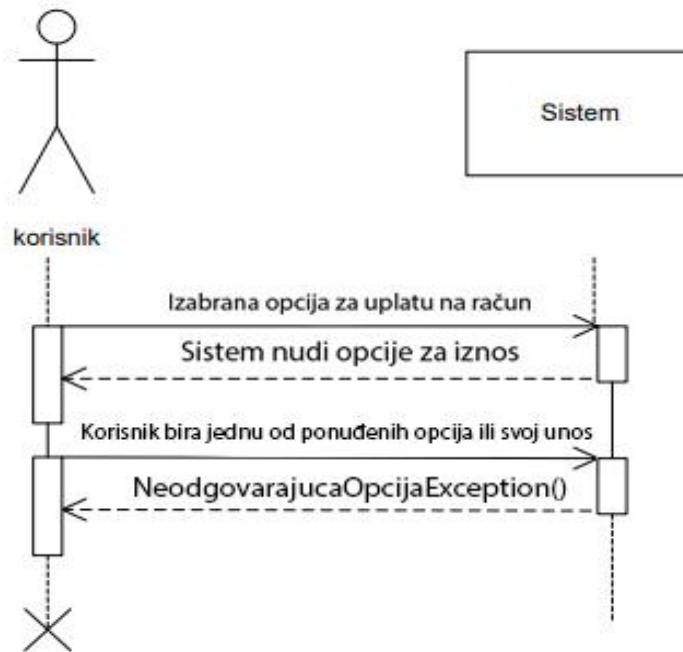 Sistem
korisnik
Izabrana opcija za uplatu na račun
Sistem nudi opcije za iznos
Korisnik bira jednu od ponuđenih opcija ili svoj unos
NeodgovarajucaOpcijaException()